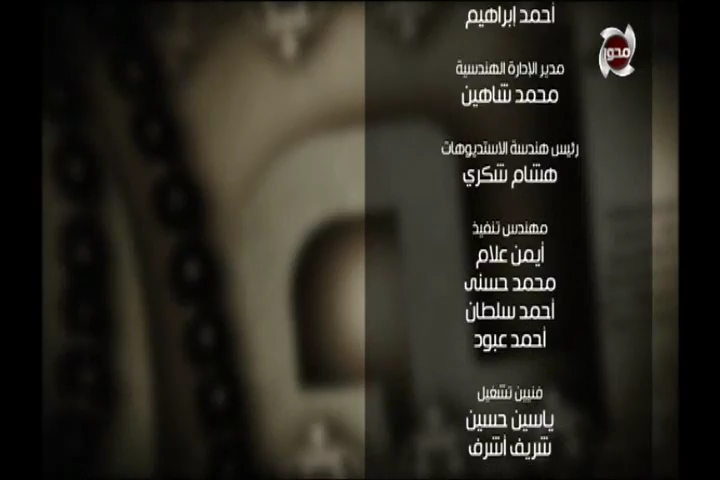 أحمد إبراهيم
محور
مدير الإدارة الهندسية
محمد شاهين
رئيس هندسة الاستديوهات
هشام شكري
مهندس تنفيذ
أيمن علام
محمد حسنى
أحمد سلطان
أحمد عبود
فنيين تشغيل
ياسين حسين
شريف أشرف